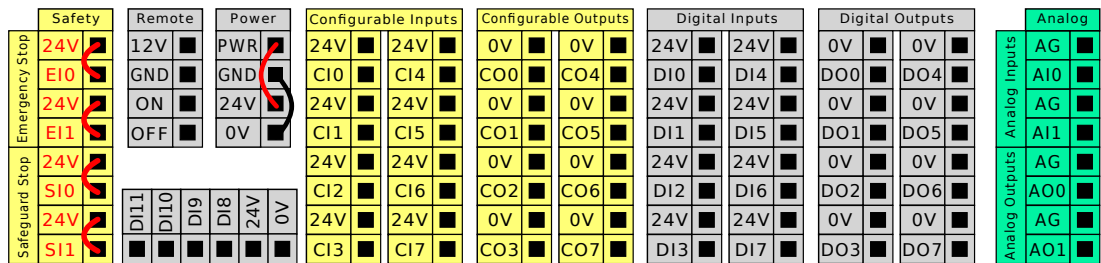 Safety
Emergency Stop
24V
EI0
24V
EI1
Safeguard Stop
24V
SI0
24V
SI1
Remote
12V
GND
ON
OFF
Power
PWR
GND
24V
0V
DI11 DI10 DI9 DI8 24V 0V
Configurable Inputs
24V 24V
CI0 CI4
24V 24V
CI1 CI5
24V 24V
CI2 CI6
24V 24V
CI3 CI7
Configurable Outputs
0V 0V
CO0 CO4
0V 0V
CO1 CO5
0V 0V
CO2 CO6
0V 0V
CO3 CO7
Digital Inputs
24V 24V
DI0 DI4
24V 24V
DI1 DI5
24V 24V
DI2 DI6
24V 24V
DI3 DI7
Digital Outputs
0V 0V
DO0 DO4
0V 0V
DO1 DO5
0V 0V
DO2 DO6
0V 0V
DO3 DO7
Analog
Analog Inputs
AG
AI0
AG
AI1
Analog Outputs
AG
AO0
AG
AO1